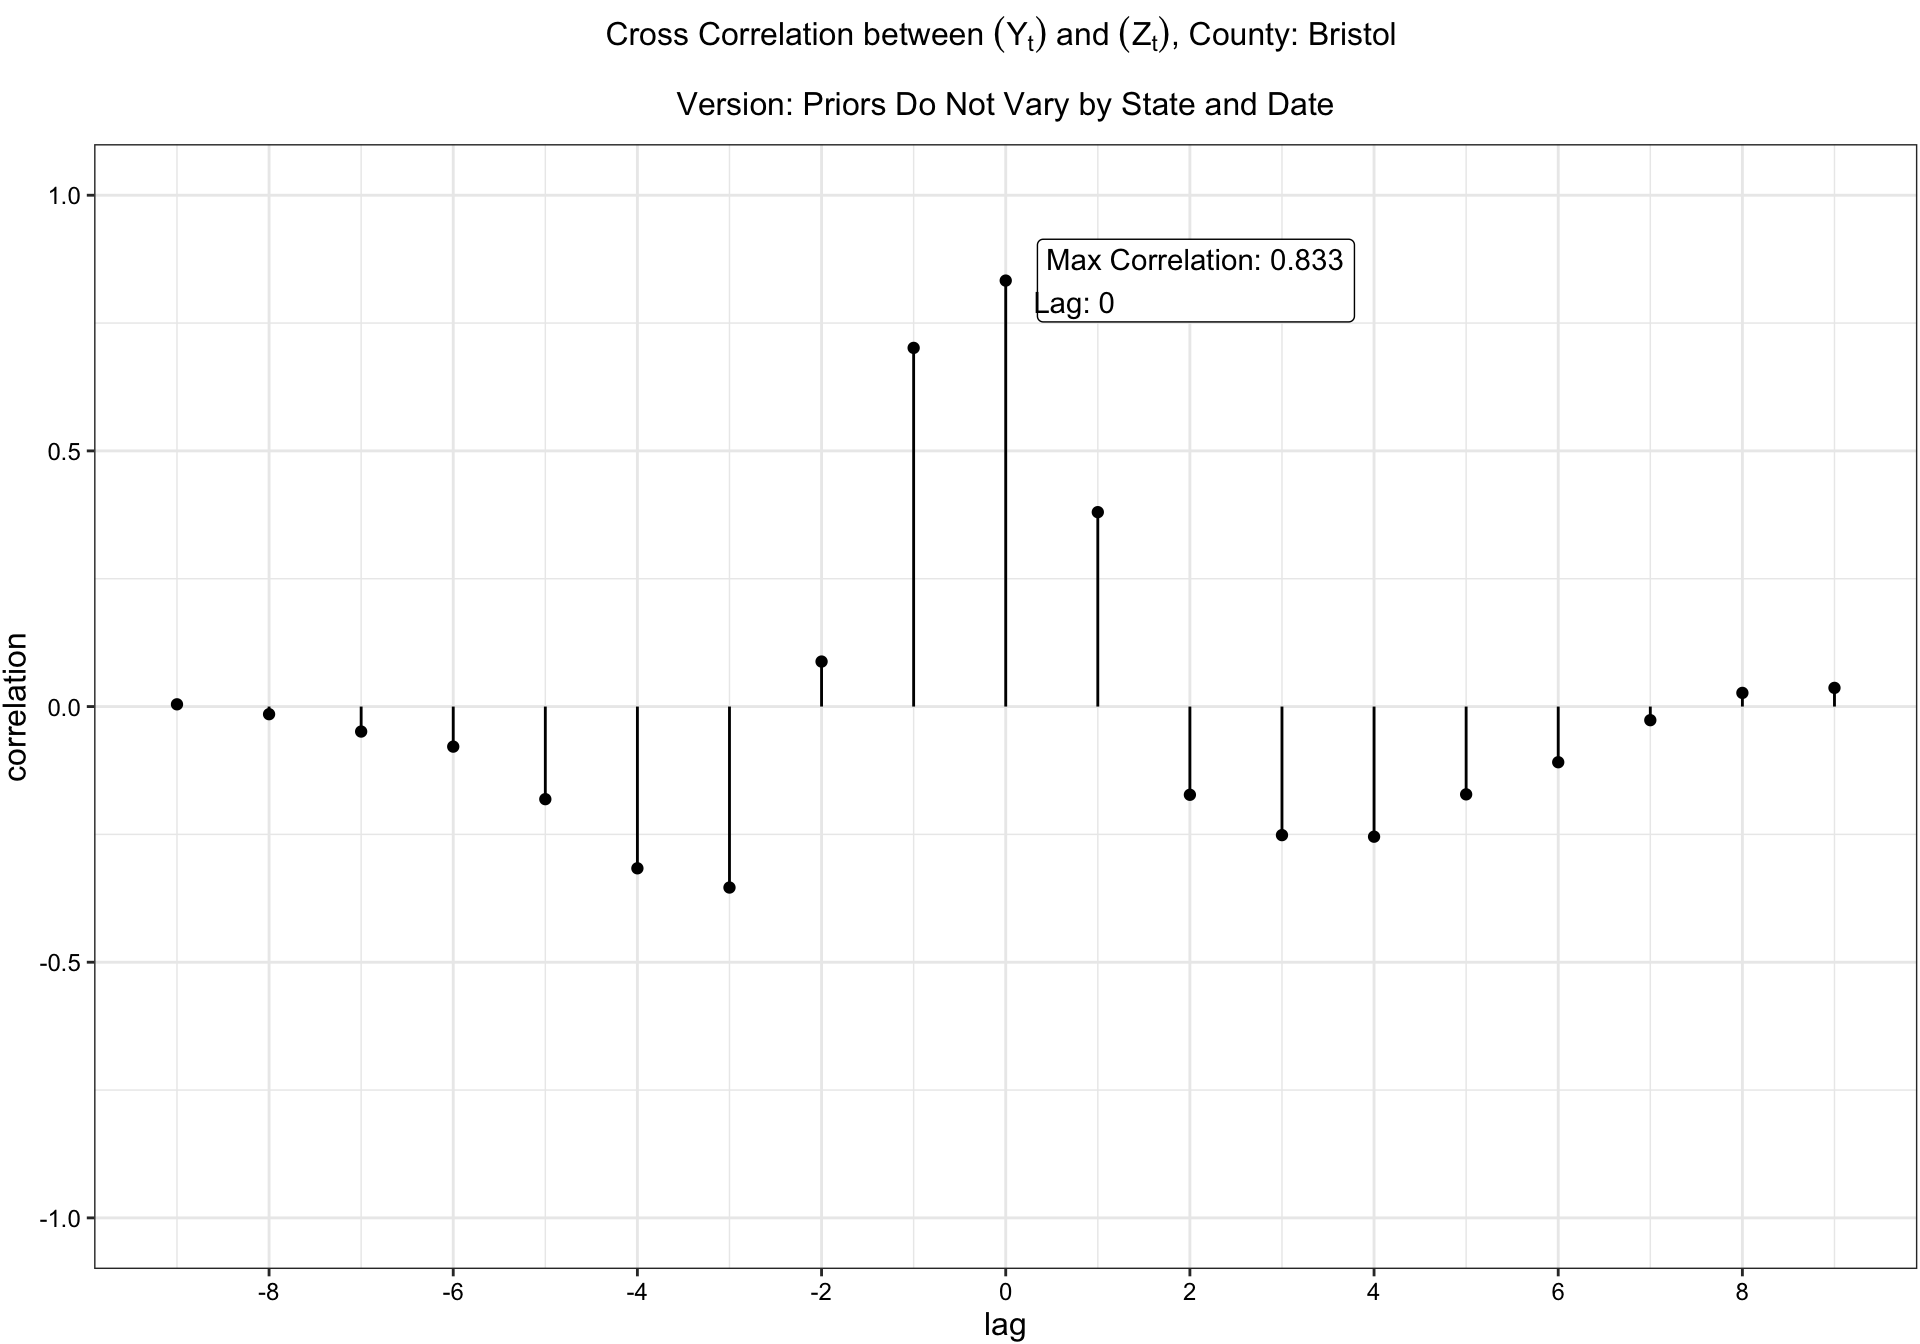 Cross Correlation between (Yt) and (Zt), County: Bristol
Version: Priors Do Not Vary by State and Date
1.0
0.5
0.0
-0.5
-1.0
correlation
Max Correlation: 0.833
Lag: 0
-8 -6 -4 -2 0 2 4 6 8
lag